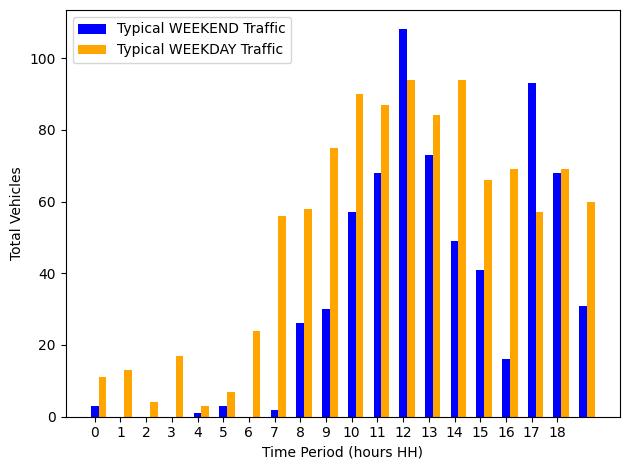 Typical WEEKEND Traffic
Typical WEEKDAY Traffic
100
80
60
40
20
0
Total Vehicles
0 1 2 3 4 5 6 7 8 9 10 11 12 13 14 15 16 17 18
Time Period (hours HH)